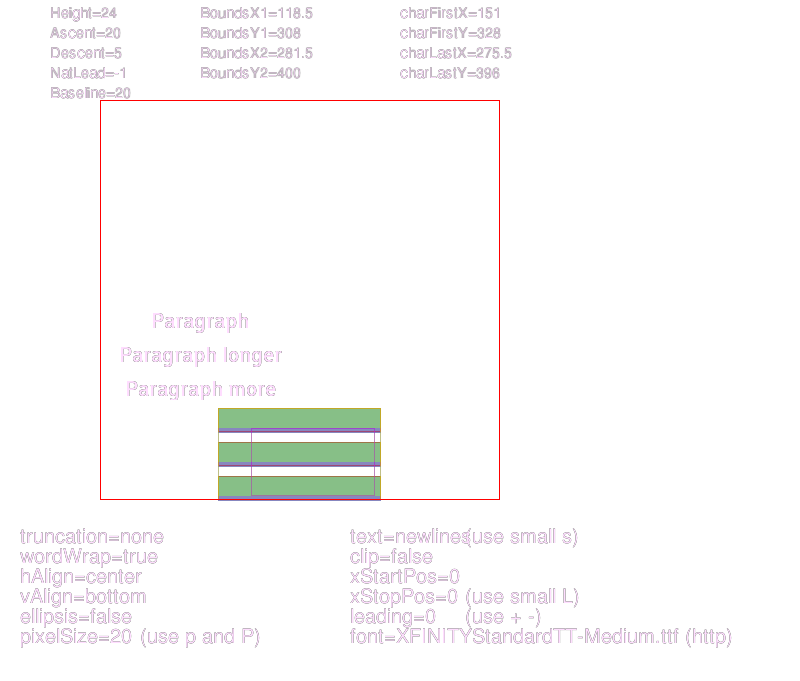 Height=24 BoundsX1=118.5 charFirstX=151
Ascent=20 BoundsY1=308 charFirstY=328
Descent=5 BoundsX2=281.5 charLastX=275.5
NatLead=-1 BoundsY2=400 charLastY=396
Baseline=20
Paragraph
Paragraph longer
Paragraph more
truncation=none text=newlines(use small s)
wordWrap=true clip=false
hAlign=center xStartPos=0
vAlign=bottom xStopPos=0 (use small L)
ellipsis=false leading=0 (use + -)
pixelSize=20 (use p and P) font=XFINITYStandardTT-Medium.ttf (http)